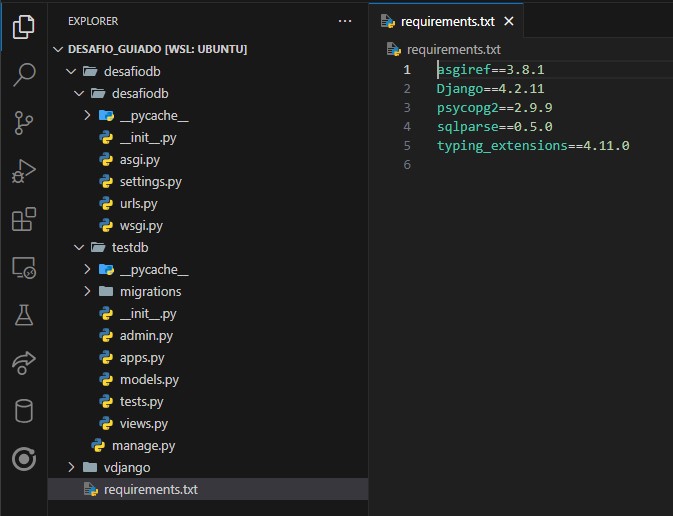 EXPLORER
DESAFIO_GUIADO [WSL: UBUNTU]
desafiodb
desafiodb
__pycache__
__init__.py
asgi.py
settings.py
urls.py
wsgi.py
testdb
__pycache__
migrations
__init__.py
admin.py
apps.py
models.py
tests.py
views.py
manage.py
vdjango
requirements.txt
requirements.txt
requirements.txt
1 asgiref==3.8.1
2 Django==4.2.11
3 psycopg2==2.9.9
4 sqlparse==0.5.0
5 typing_extensions==4.11.0
6